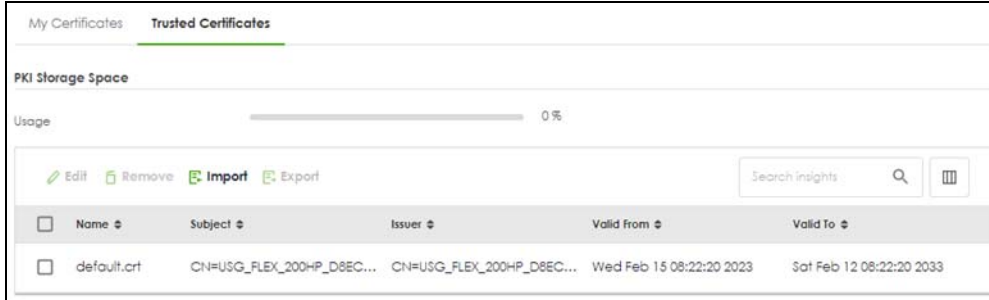 My Certificates Trusted Certificates
PKI Storage Space
Usage 0 %
Edit Remove Import Export Search insights
Name Subject Issuer Valid From Valid To
default.crt CN=USG_FLEX_200HP_D8EC... CN=USG_FLEX_200HP_D8EC... Wed Feb 15 08:22:20 2023 Sat Feb 12 08:22:20 2033